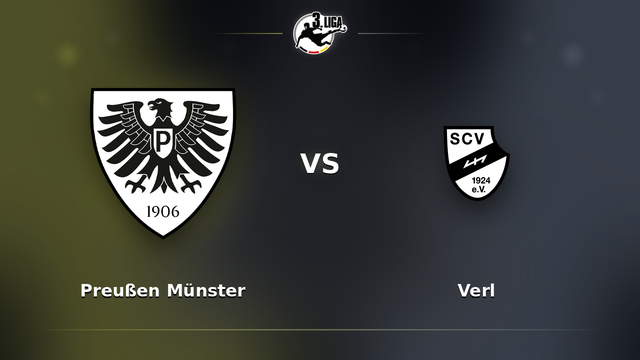 3. LIGA
P
1906
VS
SCV
1924
e.V.
Preußen Münster
Verl